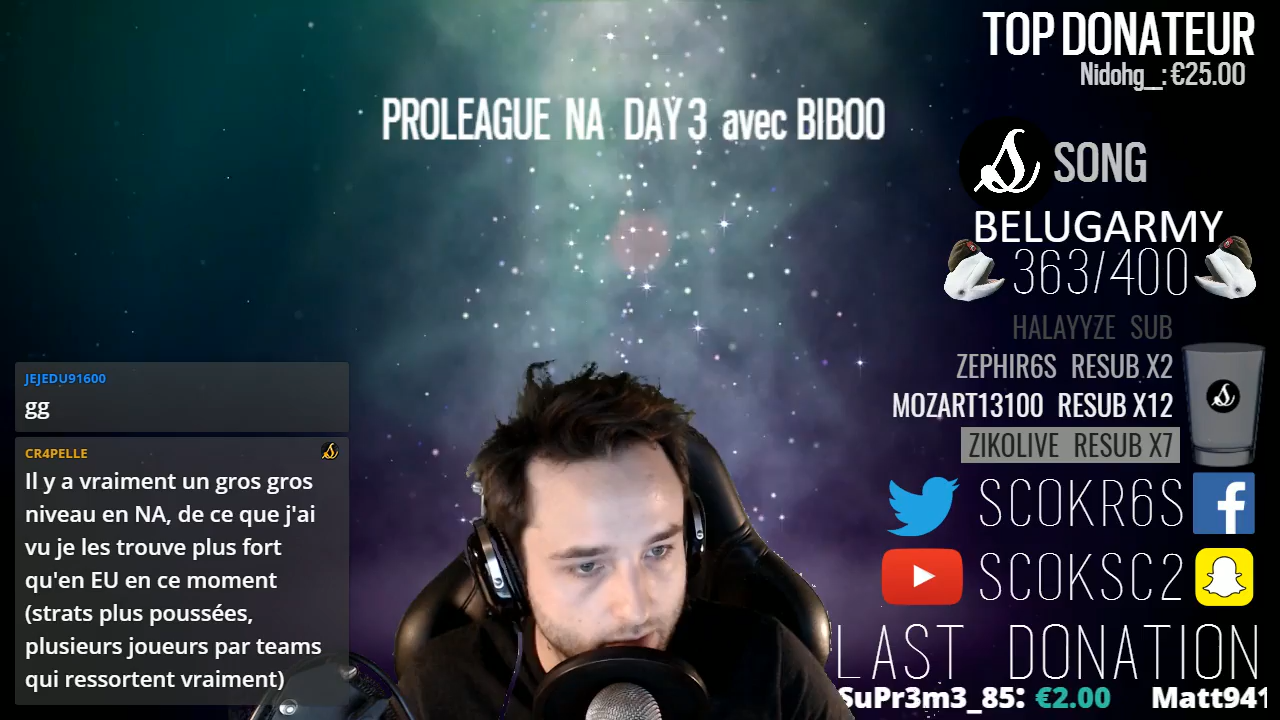 TOP DONATEUR
Nidohg__: €25.00
PROLEAGUE NA DAY 3 avec BIBOO
SONG
BELUGARMY
363/400
HALAYYZE SUB
ZEPHIR6S RESUB X2
MOZART13100 RESUB X12
ZIKOLIVE RESUB X7
SCOKR6S
SCOKSC2
LAST DONATION
SuPr3m3_85: €2.00 Matt941
JEJEDU91600
gg
CR4PELLE
Il y a vraiment un gros gros
niveau en NA, de ce que j'ai
vu je les trouve plus fort
qu'en EU en ce moment
(strats plus poussées,
plusieurs joueurs par teams
qui ressortent vraiment)